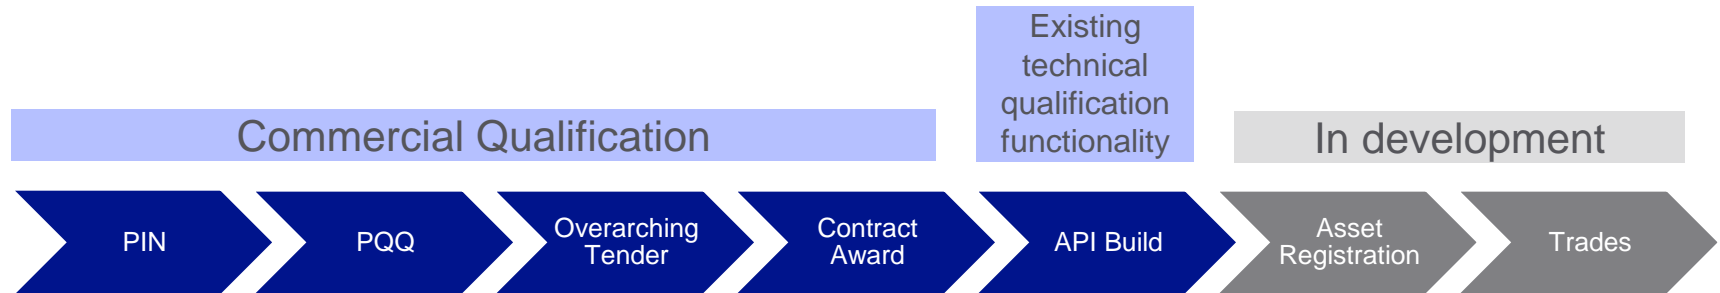 Existing
technical
qualification
functionality
Commercial Qualification
In development
PIN
PQQ
Overarching
Tender
Contract
Award
API Build
Asset
Registration
Trades